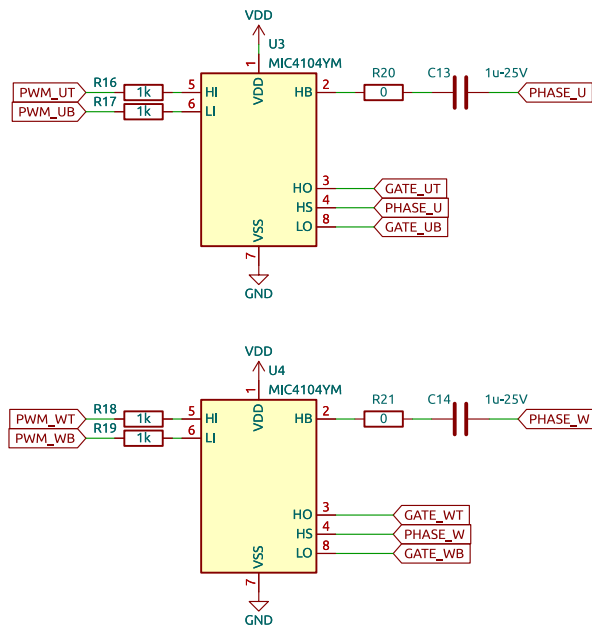 VDD
U3
MIC4104YM
1
VDD
PWM_UT R16 1k 5 HI HB 2 R20 0 C13 1u-25V PHASE_U
PWM_UB R17 1k 6 LI
HO 3 GATE_UT
HS 4 PHASE_U
LO 8 GATE_UB
VSS
7
GND
VDD
U4
MIC4104YM
1
VDD
PWM_WT R18 1k 5 HI HB 2 R21 0 C14 1u-25V PHASE_W
PWM_WB R19 1k 6 LI
HO 3 GATE_WT
HS 4 PHASE_W
LO 8 GATE_WB
VSS
7
GND